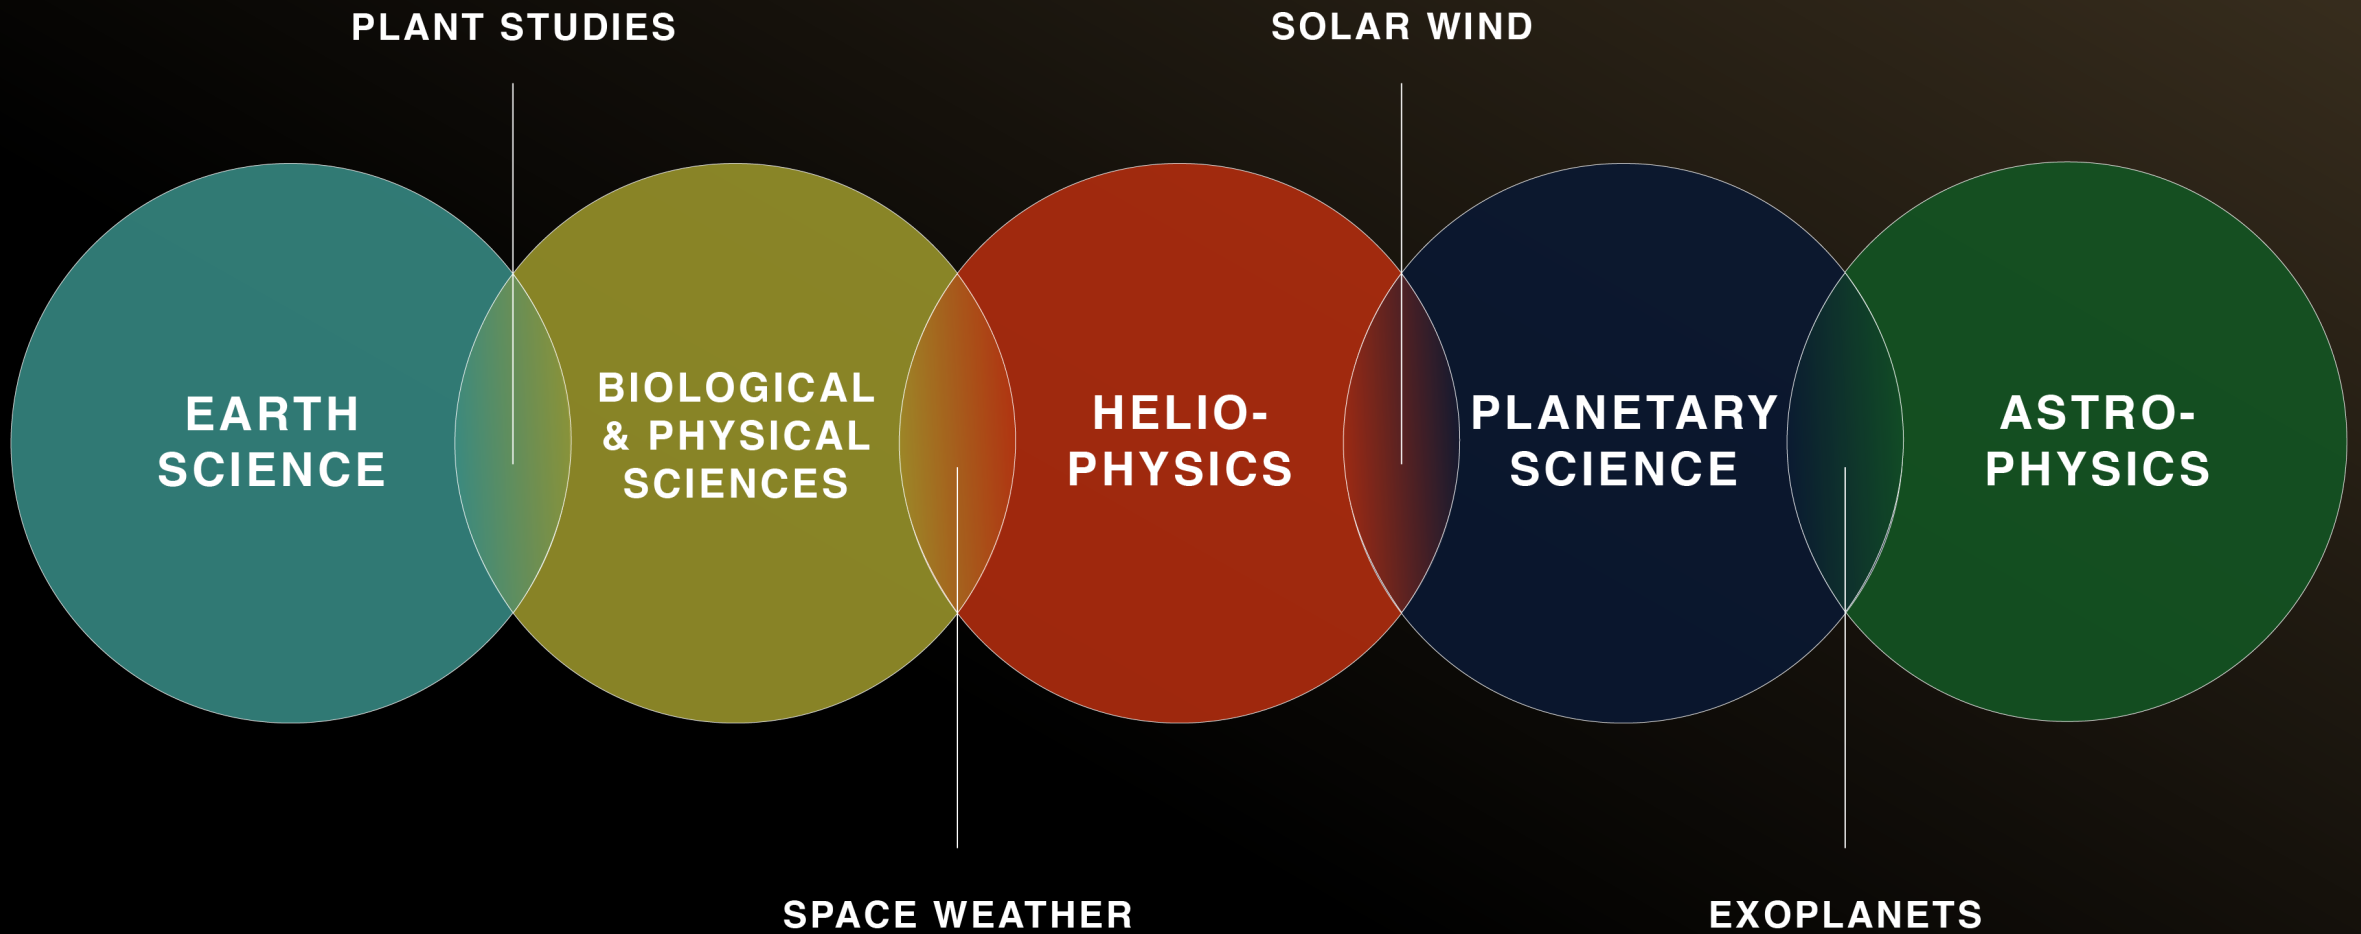 PLANT STUDIES
SOLAR WIND
EARTH
SCIENCE
BIOLOGICAL
& PHYSICAL
SCIENCES
HELIO-
PHYSICS
PLANETARY
SCIENCE
ASTRO-
PHYSICS
SPACE WEATHER
EXOPLANETS